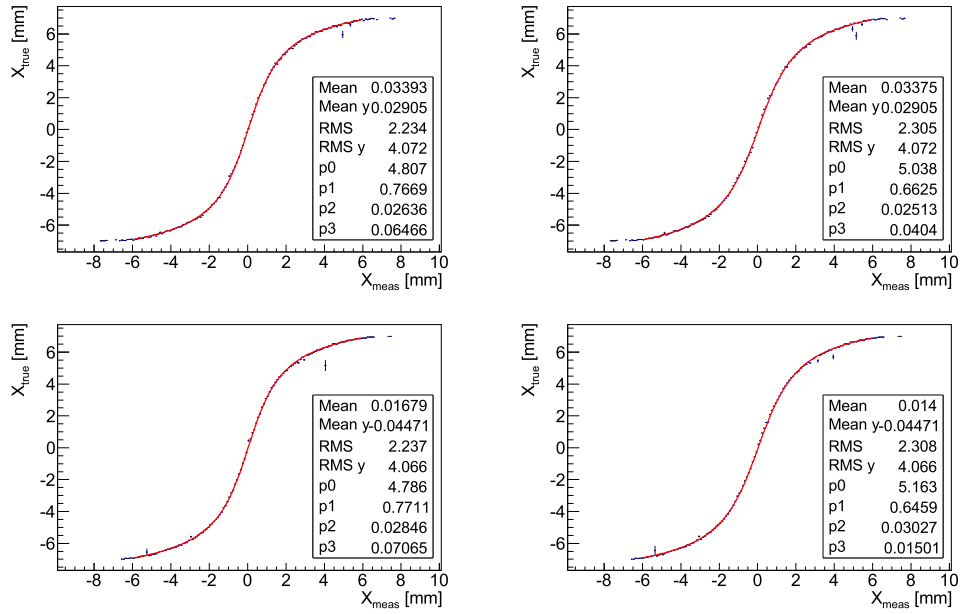 X_true [mm]
6
4
2
0
-2
-4
-6
Mean 0.03393
Mean y 0.02905
RMS 2.234
RMS y 4.072
p0 4.807
p1 0.7669
p2 0.02636
p3 0.06466
-8 -6 -4 -2 0 2 4 6 8 10
X_meas [mm]
X_true [mm]
6
4
2
0
-2
-4
-6
Mean 0.03375
Mean y 0.02905
RMS 2.305
RMS y 4.072
p0 5.038
p1 0.6625
p2 0.02513
p3 0.0404
-8 -6 -4 -2 0 2 4 6 8 10
X_meas [mm]
X_true [mm]
6
4
2
0
-2
-4
-6
Mean 0.01679
Mean y -0.04471
RMS 2.237
RMS y 4.066
p0 4.786
p1 0.7711
p2 0.02846
p3 0.07065
-8 -6 -4 -2 0 2 4 6 8 10
X_meas [mm]
X_true [mm]
6
4
2
0
-2
-4
-6
Mean 0.014
Mean y -0.04471
RMS 2.308
RMS y 4.066
p0 5.163
p1 0.6459
p2 0.03027
p3 0.01501
-8 -6 -4 -2 0 2 4 6 8 10
X_meas [mm]